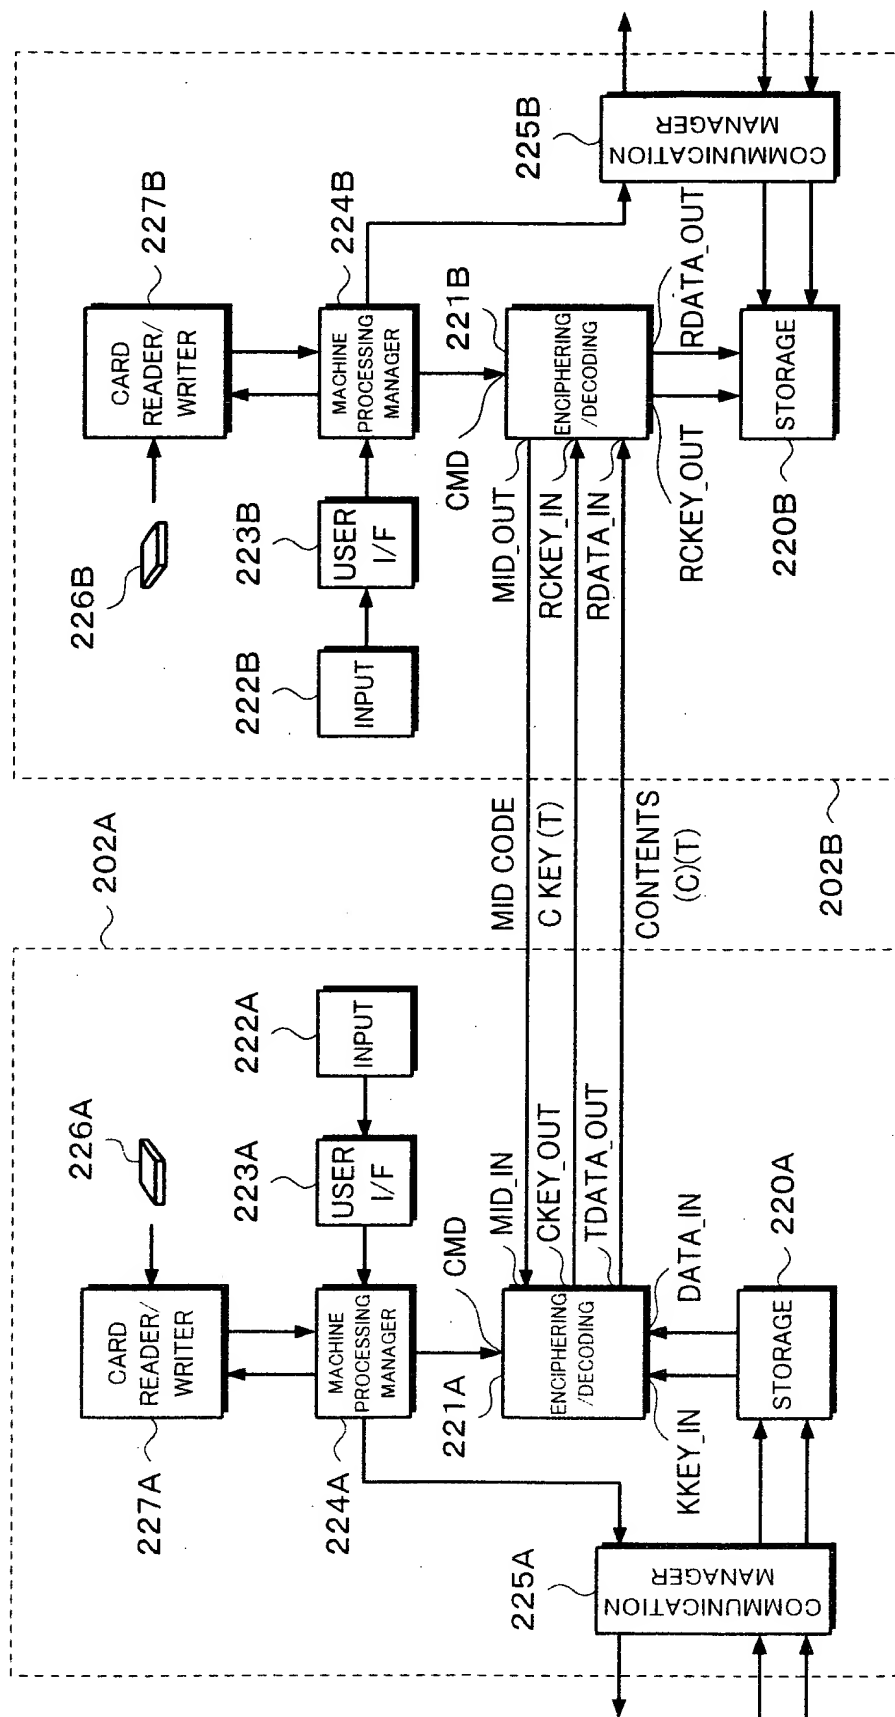 202A
226A
227A
CARD
READER/
WRITER
222A
INPUT
223A
USER
I/F
224A
MACHINE
PROCESSING
MANAGER
225A
COMMUNICATION
MANAGER
CMD
221A
ENCIPHERING
/DECODING
MID_IN
CKEY_OUT
TDATA_OUT
KKEY_IN
DATA_IN
220A
STORAGE
MID CODE
C KEY (T)
CONTENTS
(C)(T)
202B
226B
227B
CARD
READER/
WRITER
222B
INPUT
223B
USER
I/F
224B
MACHINE
PROCESSING
MANAGER
225B
COMMUNICATION
MANAGER
CMD
221B
ENCIPHERING
/DECODING
MID_OUT
RCKEY_IN
RDATA_IN
RCKEY_OUT
RDATA_OUT
220B
STORAGE